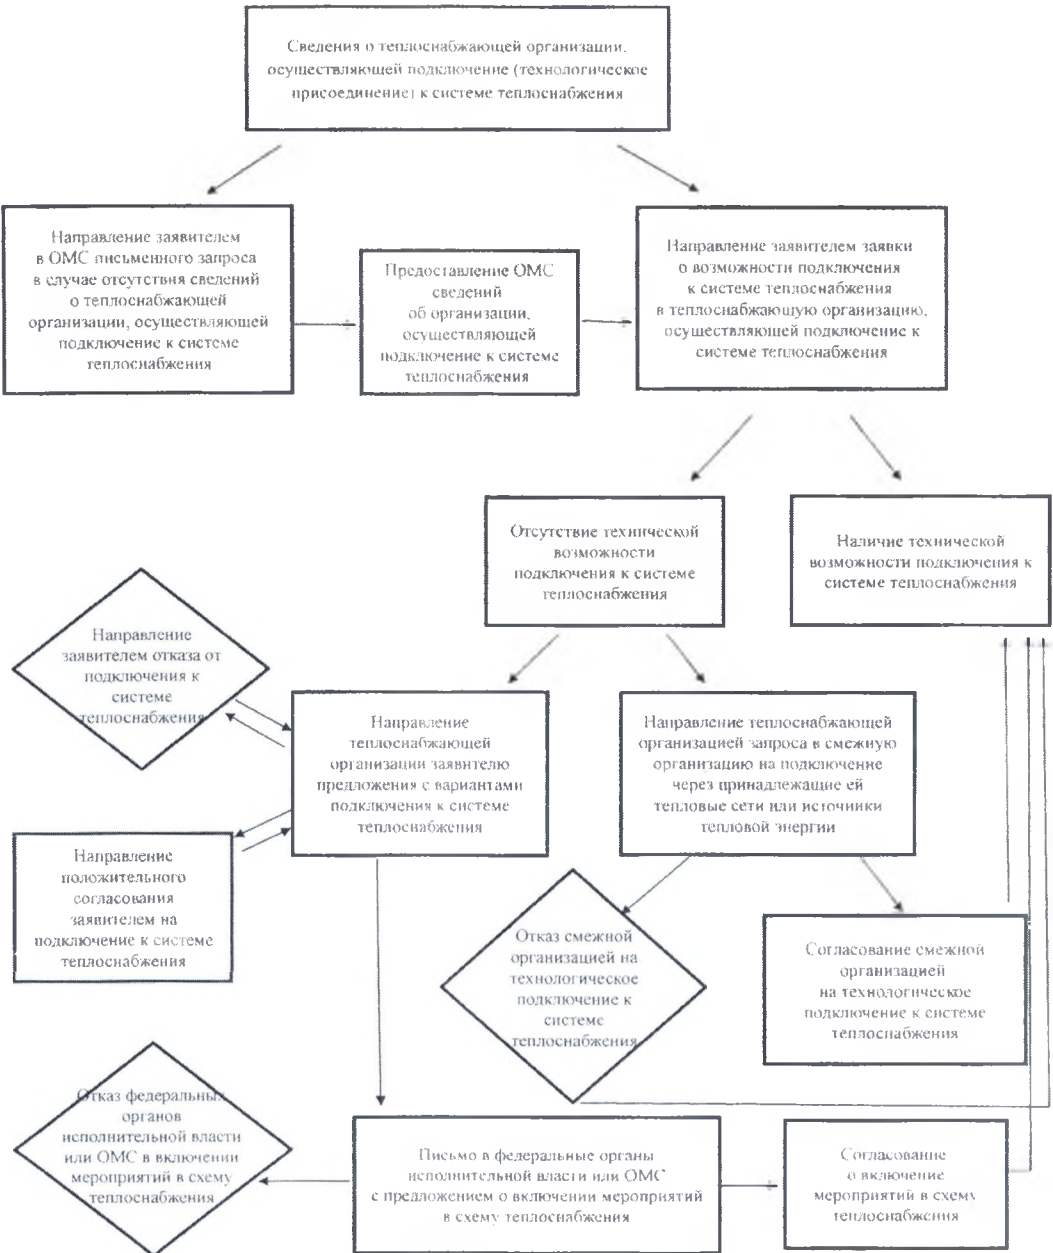 Сведения о теплоснабжающей организации,
осуществляющей подключение (технологическое
присоединение) к системе теплоснабжения
Направление заявителем
в ОМС письменного запроса
в случае отсутствия сведений
о теплоснабжающей
организации, осуществляющей
подключение к системе
теплоснабжения
Предоставление ОМС
сведений
об организации,
осуществляющей
подключение к системе
теплоснабжения
Направление заявителем заявки
о возможности подключения
к системе теплоснабжения
в теплоснабжающую организацию,
осуществляющей подключение к
системе теплоснабжения
Отсутствие технической
возможности
подключения к системе
теплоснабжения
Наличие технической
возможности подключения к
системе теплоснабжения
Направление
заявителем отказа от
подключения к
системе
теплоснабжения
Направление
теплоснабжающей
организации заявителю
предложения с вариантами
подключения к системе
теплоснабжения
Направление теплоснабжающей
организацией запроса в смежную
организацию на подключение
через принадлежащие ей
тепловые сети или источники
тепловой энергии
Направление
положительного
согласования
заявителем на
подключение к системе
теплоснабжения
Отказ смежной
организацией на
технологическое
подключение к
системе
теплоснабжения
Согласование смежной
организацией
на технологическое
подключение к системе
теплоснабжения
Отказ федеральных
органов
исполнительной власти
или ОМС в включении
мероприятий в схему
теплоснабжения
Письмо в федеральные органы
исполнительной власти или ОМС
с предложением о включении мероприятий
в схему теплоснабжения
Согласование
о включение
мероприятий в схему
теплоснабжения